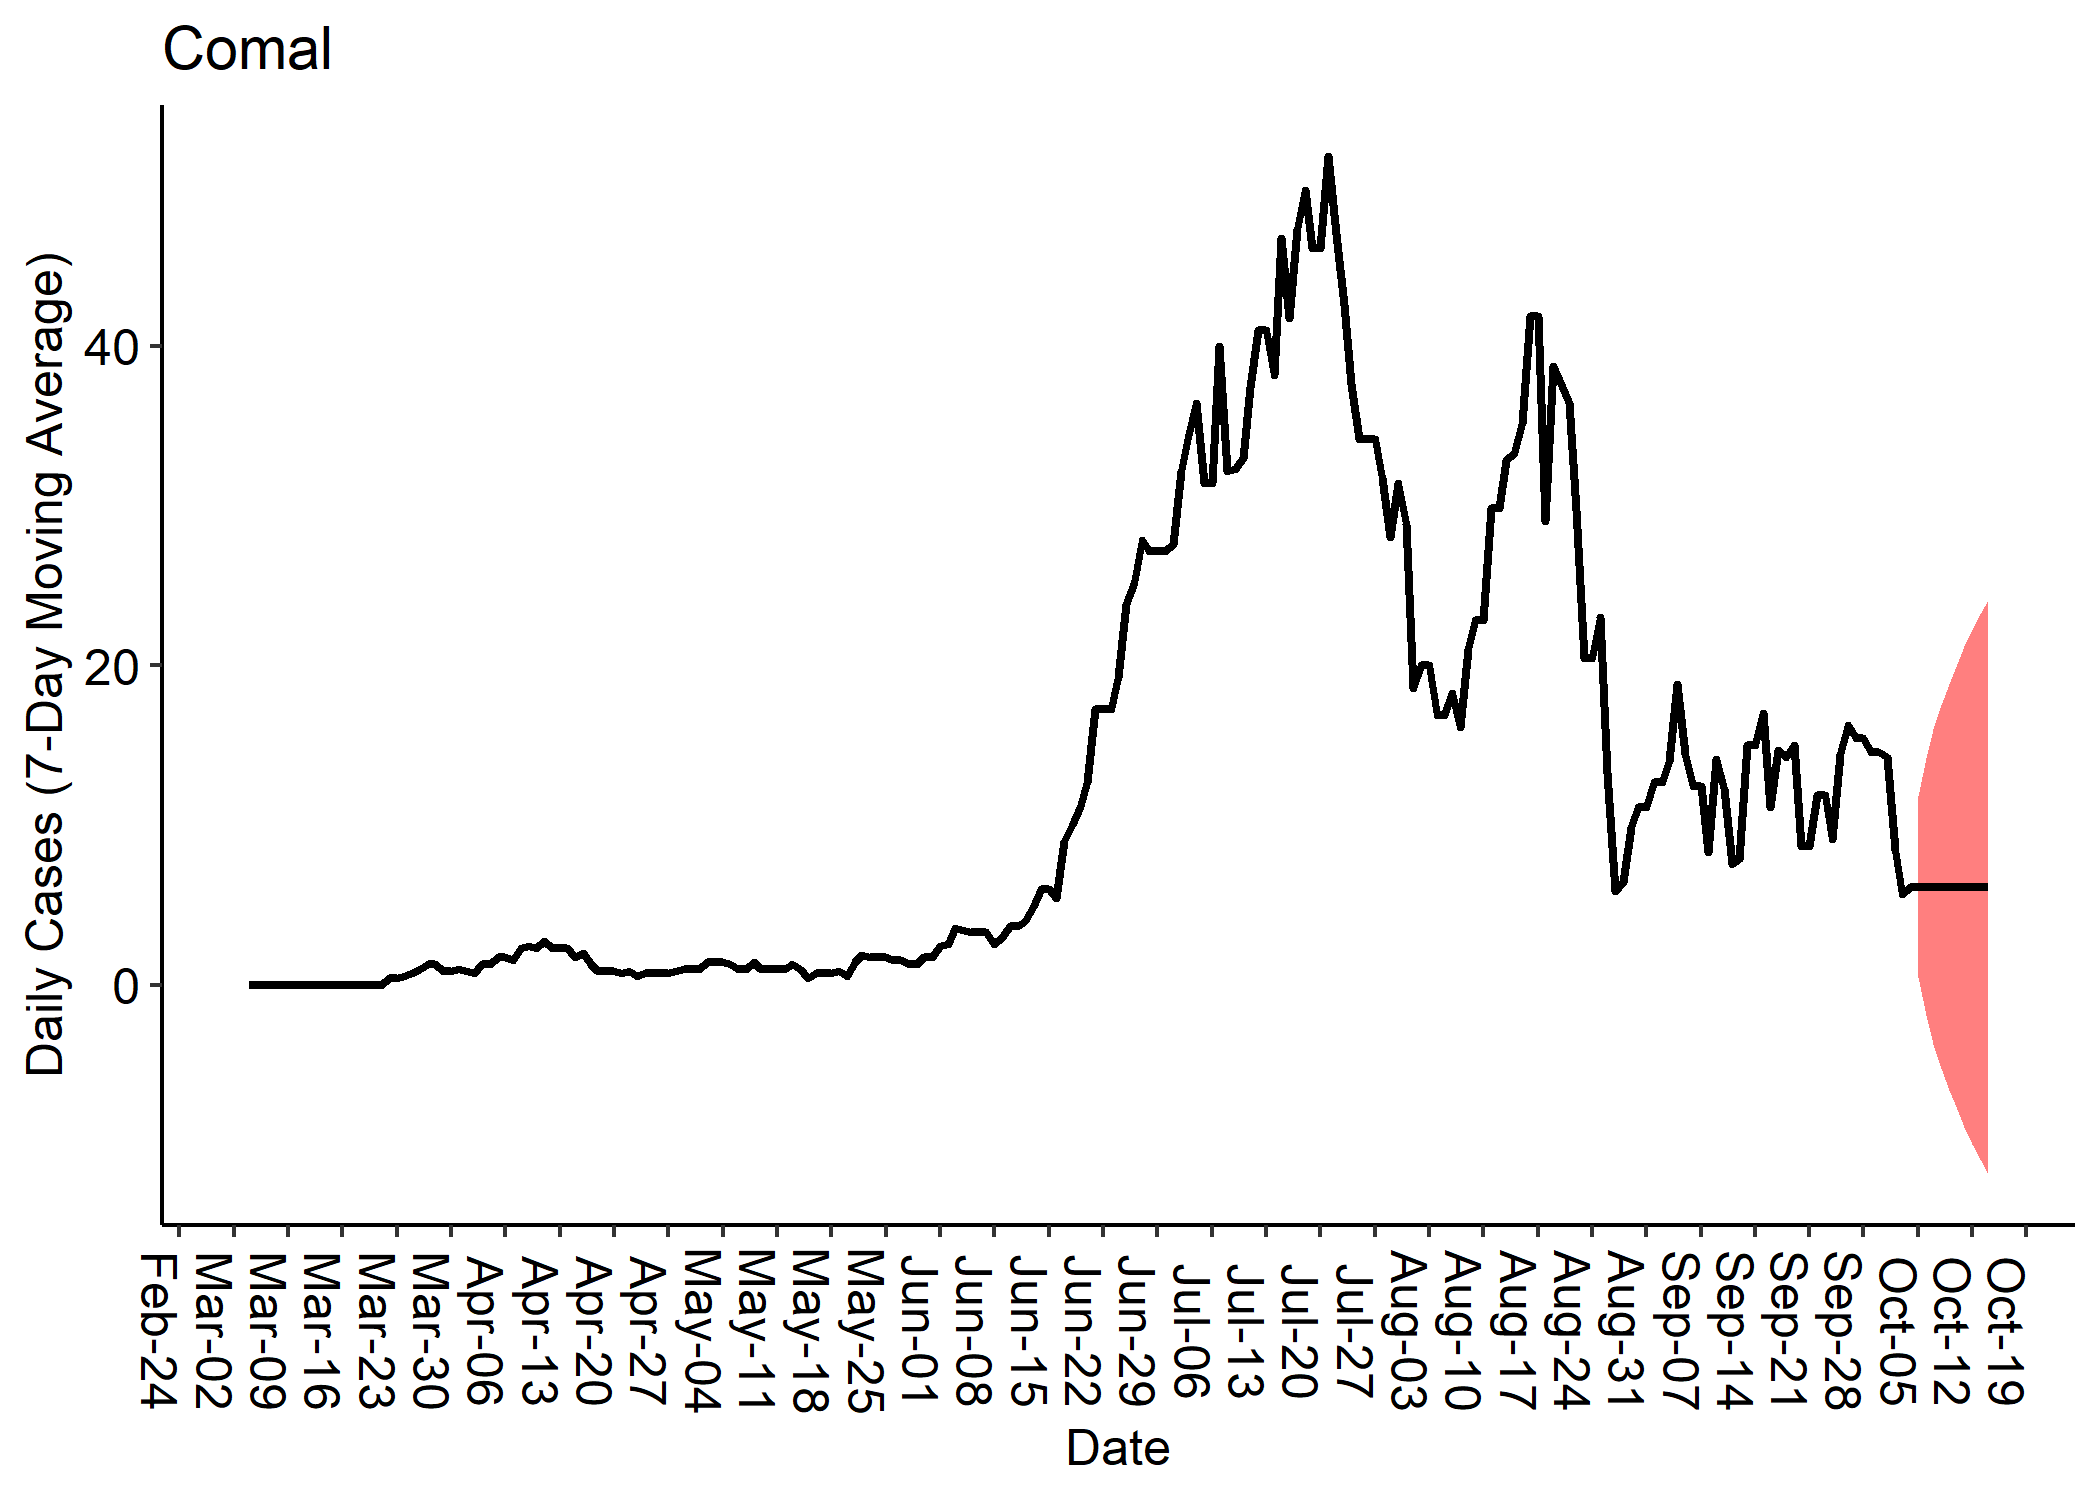 Comal
Daily Cases (7-Day Moving Average)
40
20
0
Feb-24
Mar-02
Mar-09
Mar-16
Mar-23
Mar-30
Apr-06
Apr-13
Apr-20
Apr-27
May-04
May-11
May-18
May-25
Jun-01
Jun-08
Jun-15
Jun-22
Jun-29
Jul-06
Jul-13
Jul-20
Jul-27
Aug-03
Aug-10
Aug-17
Aug-24
Aug-31
Sep-07
Sep-14
Sep-21
Sep-28
Oct-05
Oct-12
Oct-19
Date